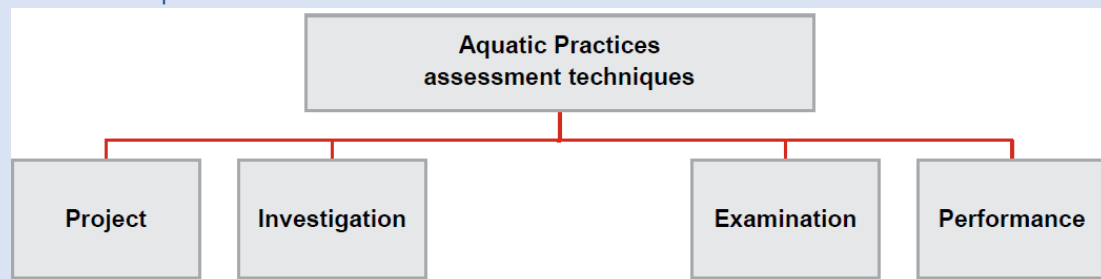 Aquatic Practices
assessment techniques
Project
Investigation
Examination
Performance